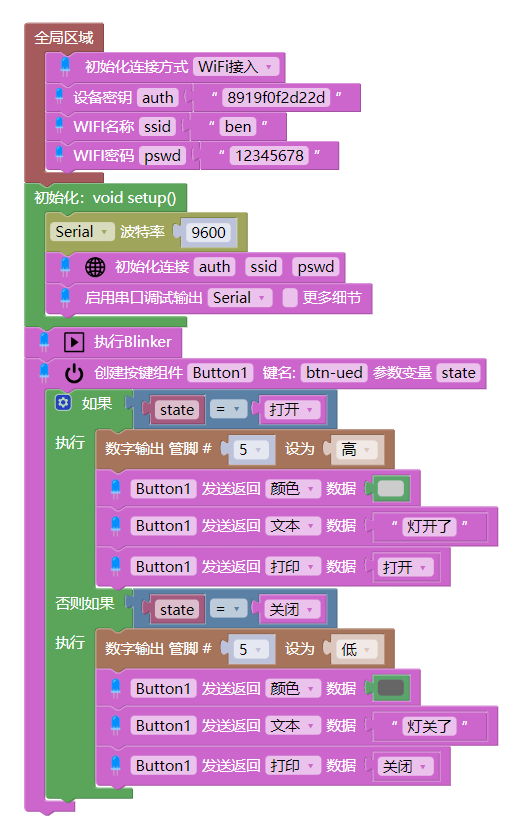 全局区域
初始化连接方式 WiFi接入
设备密钥 auth “ 8919f0f2d22d ”
WIFI名称 ssid “ ben ”
WIFI密码 pswd “ 12345678 ”
初始化：void setup()
Serial 波特率 9600
初始化连接 auth ssid pswd
启用串口调试输出 Serial 更多细节
执行Blinker
创建按键组件 Button1 键名: btn-ued 参数变量 state
如果 state = 打开
执行 数字输出 管脚 # 5 设为 高
Button1 发送返回 颜色 数据
Button1 发送返回 文本 数据 “ 灯开了 ”
Button1 发送返回 打印 数据 打开
否则如果 state = 关闭
执行 数字输出 管脚 # 5 设为 低
Button1 发送返回 颜色 数据
Button1 发送返回 文本 数据 “ 灯关了 ”
Button1 发送返回 打印 数据 关闭